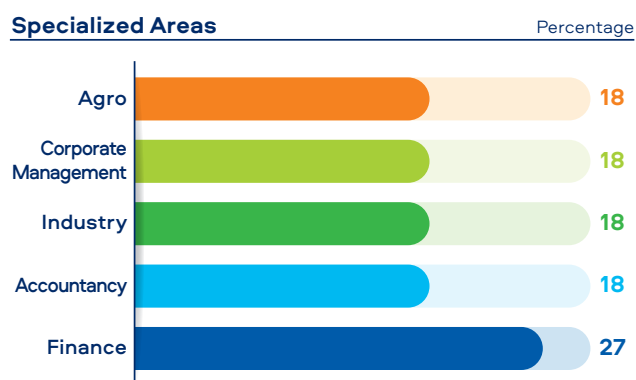 Specialized Areas Percentage
Agro 18
Corporate
Management 18
Industry 18
Accountancy 18
Finance 27